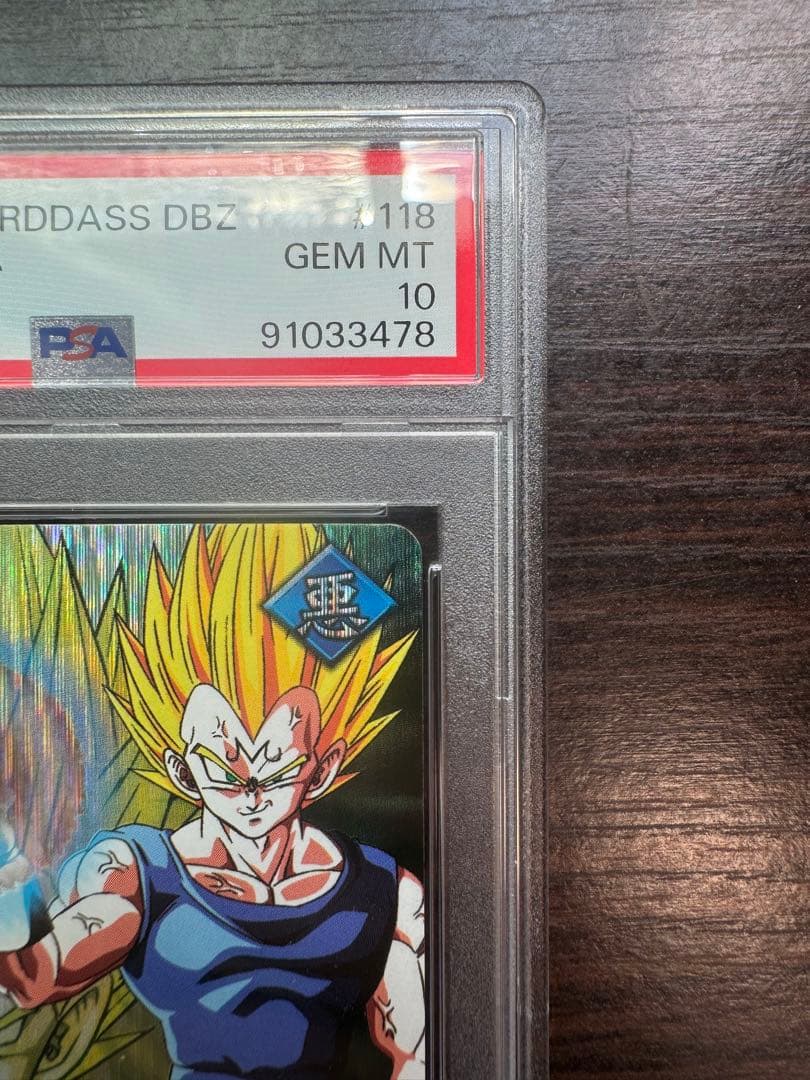 RDDASS DBZ #118
GEM MT
10
PSA 91033478
悪